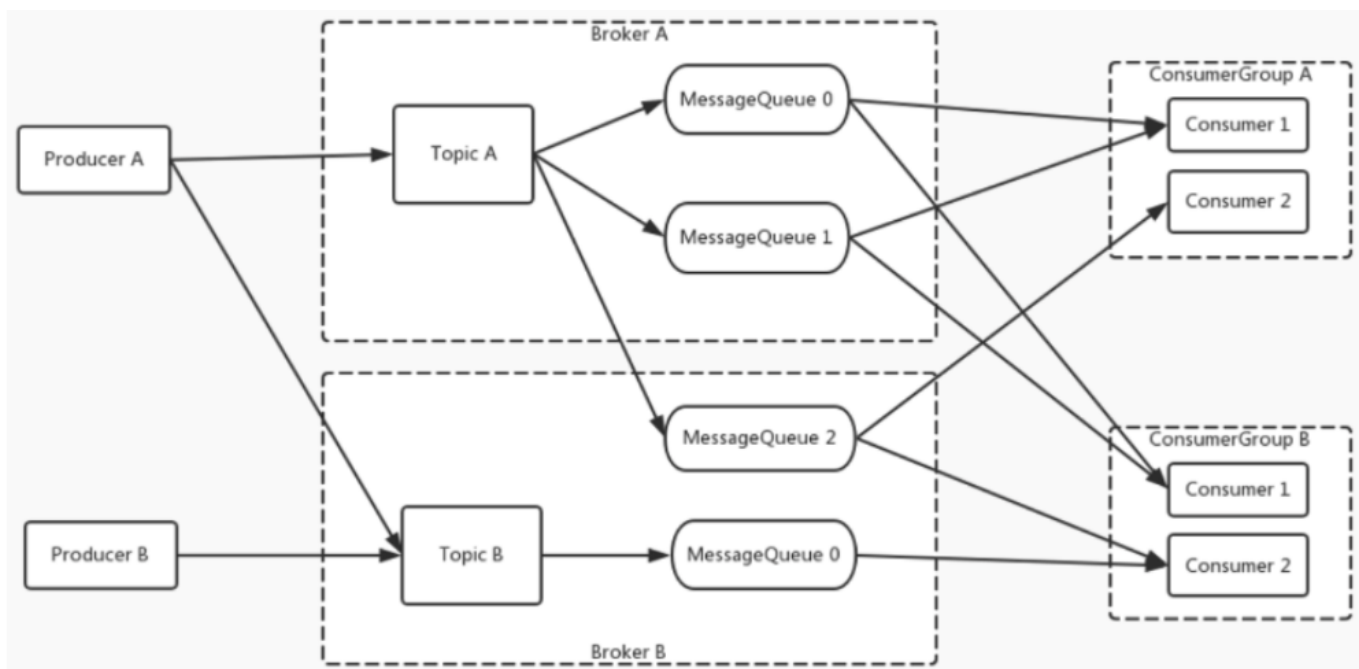 Broker A
Producer A
Topic A
MessageQueue 0
MessageQueue 1
ConsumerGroup A
Consumer 1
Consumer 2
MessageQueue 2
Producer B
Topic B
MessageQueue 0
Broker B
ConsumerGroup B
Consumer 1
Consumer 2